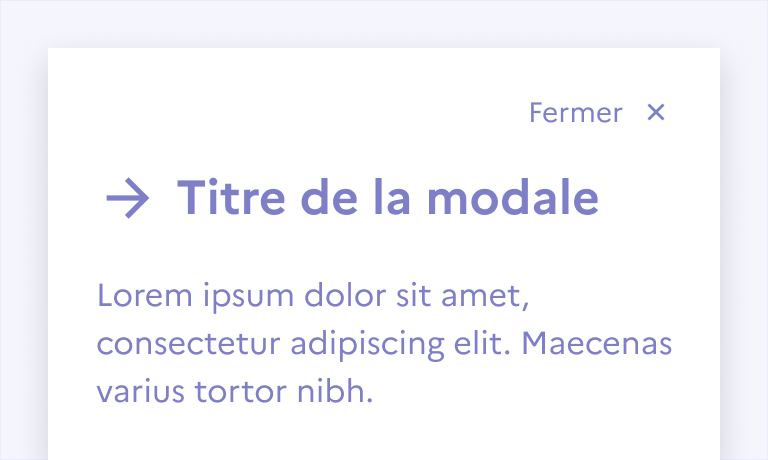 Fermer
Titre de la modale
Lorem ipsum dolor sit amet,
consectetur adipiscing elit. Maecenas
varius tortor nibh.